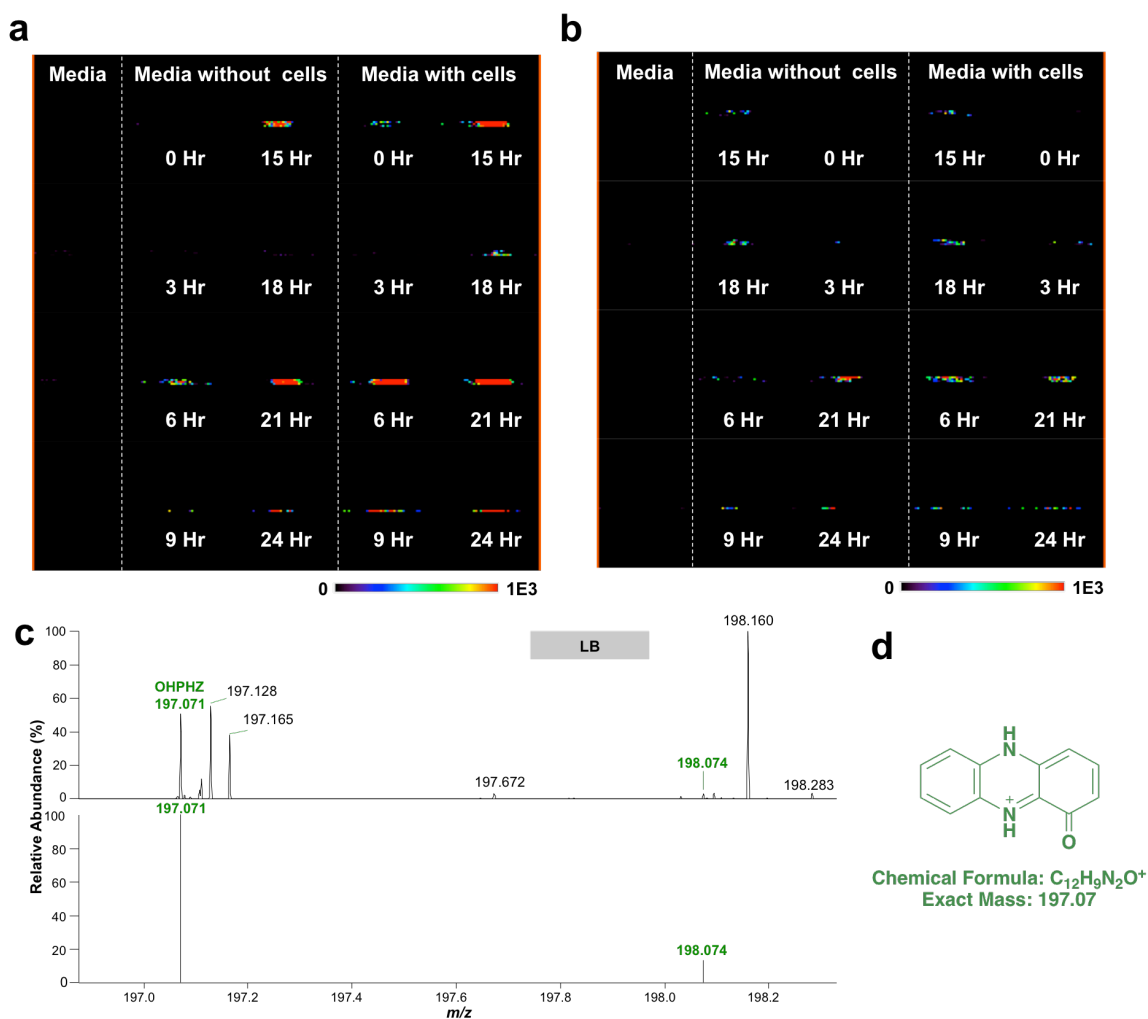 a
Media Media without cells Media with cells
0 Hr 15 Hr 0 Hr 15 Hr
3 Hr 18 Hr 3 Hr 18 Hr
6 Hr 21 Hr 6 Hr 21 Hr
9 Hr 24 Hr 9 Hr 24 Hr
0 1E3
b
Media Media without cells Media with cells
15 Hr 0 Hr 15 Hr 0 Hr
18 Hr 3 Hr 18 Hr 3 Hr
6 Hr 21 Hr 6 Hr 21 Hr
9 Hr 24 Hr 9 Hr 24 Hr
0 1E3
c
LB
Relative Abundance (%)
100
80
60
40
20
0
OHPHZ
197.071
197.128
197.165
197.672
198.074
198.160
198.283
100
80
60
40
20
0
197.071
198.074
197.0 197.2 197.4 197.6 197.8 198.0 198.2
m/z
d
H
N
+
N
H
O
Chemical Formula: C12H9N2O+
Exact Mass: 197.07